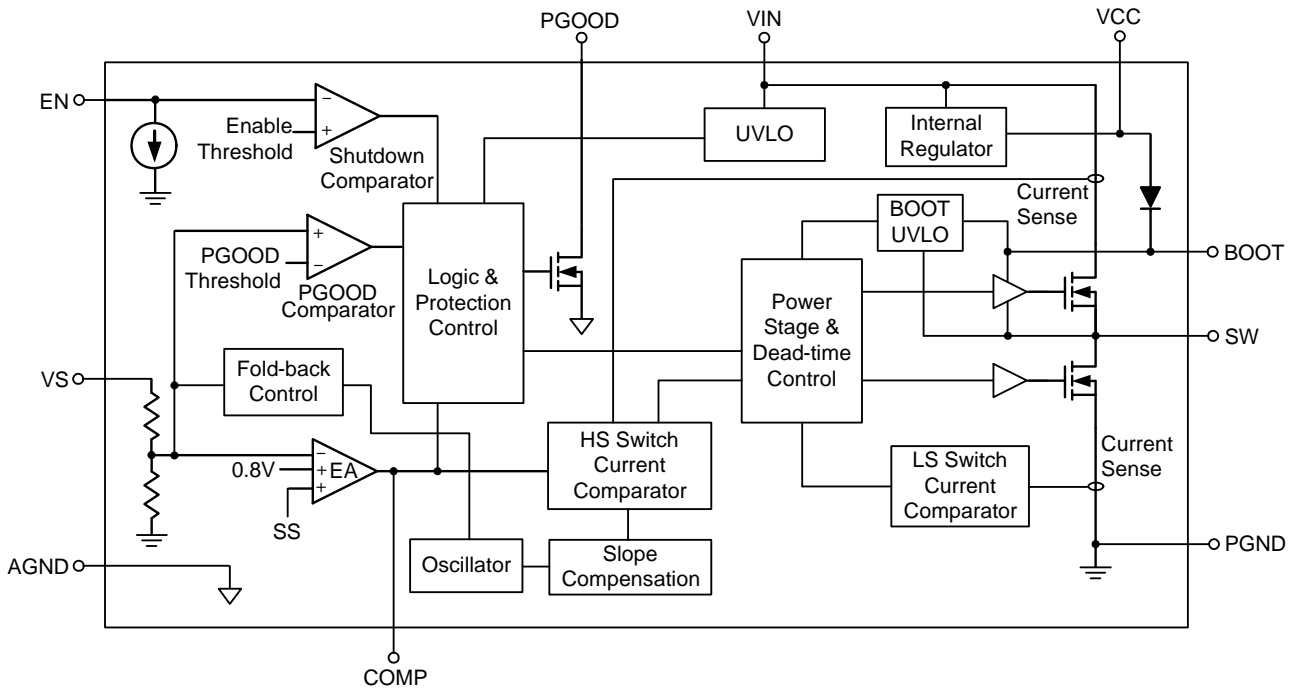 PGOOD
VIN
VCC
EN
Enable
Threshold
−
+
Shutdown
Comparator
UVLO
Internal
Regulator
Current
Sense
BOOT
UVLO
BOOT
PGOOD
Threshold
+
−
PGOOD
Comparator
Logic &
Protection
Control
Power
Stage &
Dead-time
Control
SW
VS
Fold-back
Control
0.8V
−
+
+
EA
SS
HS Switch
Current
Comparator
LS Switch
Current
Comparator
Current
Sense
Oscillator
Slope
Compensation
PGND
AGND
COMP